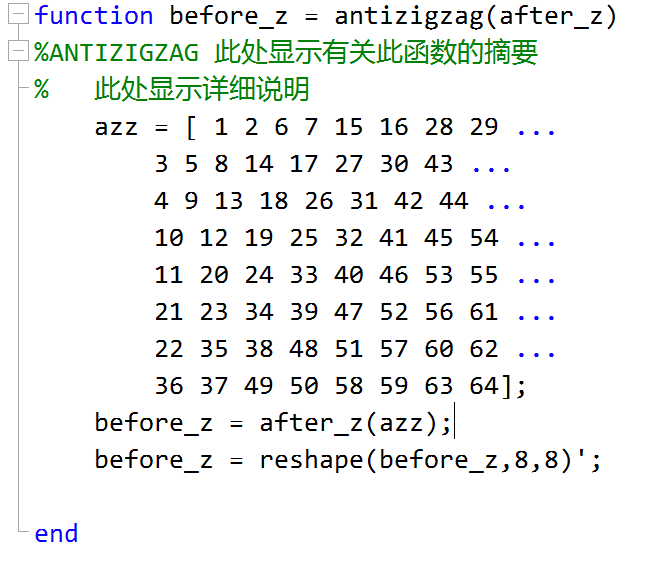 function before_z = antizigzag(after_z)
%ANTIZIGZAG 此处显示有关此函数的摘要
%   此处显示详细说明
    azz = [ 1 2 6 7 15 16 28 29 ...
        3 5 8 14 17 27 30 43 ...
        4 9 13 18 26 31 42 44 ...
        10 12 19 25 32 41 45 54 ...
        11 20 24 33 40 46 53 55 ...
        21 23 34 39 47 52 56 61 ...
        22 35 38 48 51 57 60 62 ...
        36 37 49 50 58 59 63 64];
    before_z = after_z(azz);
    before_z = reshape(before_z,8,8)';
end